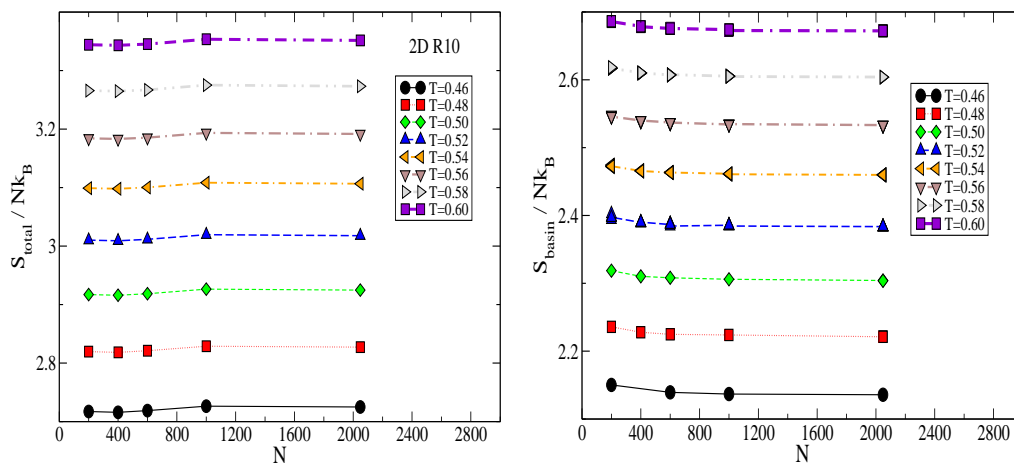 2D R10
T=0.46
T=0.48
T=0.50
T=0.52
T=0.54
T=0.56
T=0.58
T=0.60
S_total / Nk_B
3.2
3
2.8
0 400 800 1200 1600 2000 2400 2800
N
T=0.46
T=0.48
T=0.50
T=0.52
T=0.54
T=0.56
T=0.58
T=0.60
S_basin / Nk_B
2.6
2.4
2.2
0 400 800 1200 1600 2000 2400 2800
N